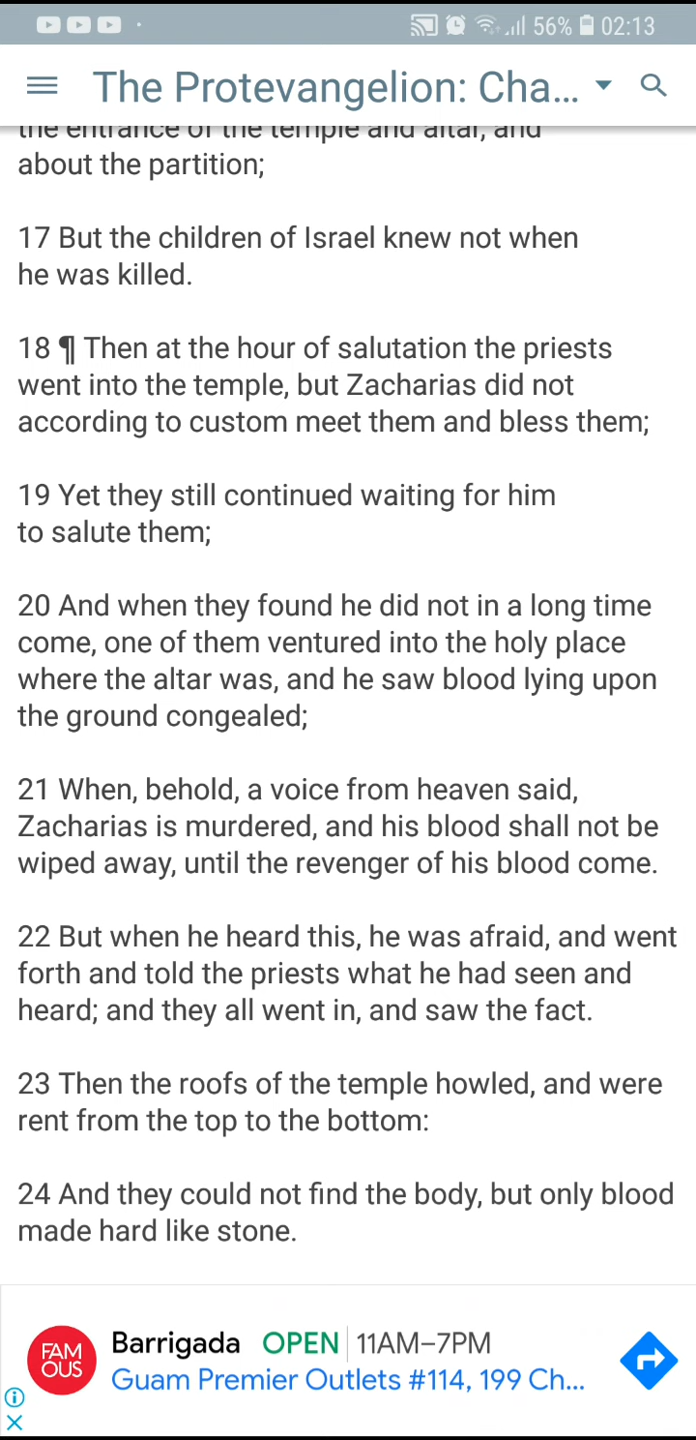 56% 02:13
The Protevangelion: Cha...
the entrance of the temple and altar, and
about the partition;
17 But the children of Israel knew not when
he was killed.
18 ¶ Then at the hour of salutation the priests
went into the temple, but Zacharias did not
according to custom meet them and bless them;
19 Yet they still continued waiting for him
to salute them;
20 And when they found he did not in a long time
come, one of them ventured into the holy place
where the altar was, and he saw blood lying upon
the ground congealed;
21 When, behold, a voice from heaven said,
Zacharias is murdered, and his blood shall not be
wiped away, until the revenger of his blood come.
22 But when he heard this, he was afraid, and went
forth and told the priests what he had seen and
heard; and they all went in, and saw the fact.
23 Then the roofs of the temple howled, and were
rent from the top to the bottom:
24 And they could not find the body, but only blood
made hard like stone.
FAM
OUS
Barrigada OPEN 11AM–7PM
Guam Premier Outlets #114, 199 Ch...